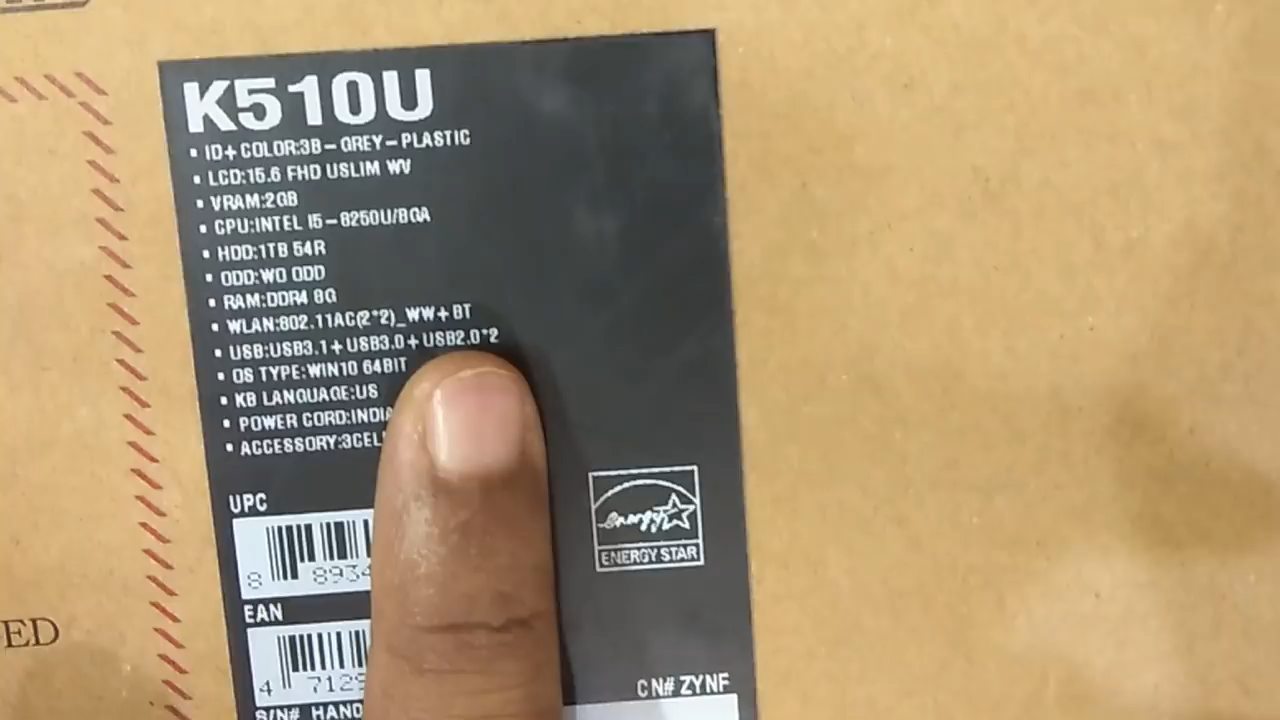 K510U
▪ ID+COLOR:3B-GREY-PLASTIC
▪ LCD:15.6 FHD USLIM WV
▪ VRAM:2GB
▪ CPU:INTEL I5-8250U/BGA
▪ HDD:1TB 54R
▪ ODD:WO ODD
▪ RAM:DDR4 8G
▪ WLAN:802.11AC(2*2)_WW+BT
▪ USB:USB3.1+USB3.0+USB2.0*2
▪ OS TYPE:WIN10 64BIT
▪ KB LANGUAGE:US
▪ POWER CORD:INDIA
▪ ACCESSORY:3CELL
UPC
8 8934
EAN
4 7129
energy
ENERGY STAR
CN# ZYNF
S/N#
ED